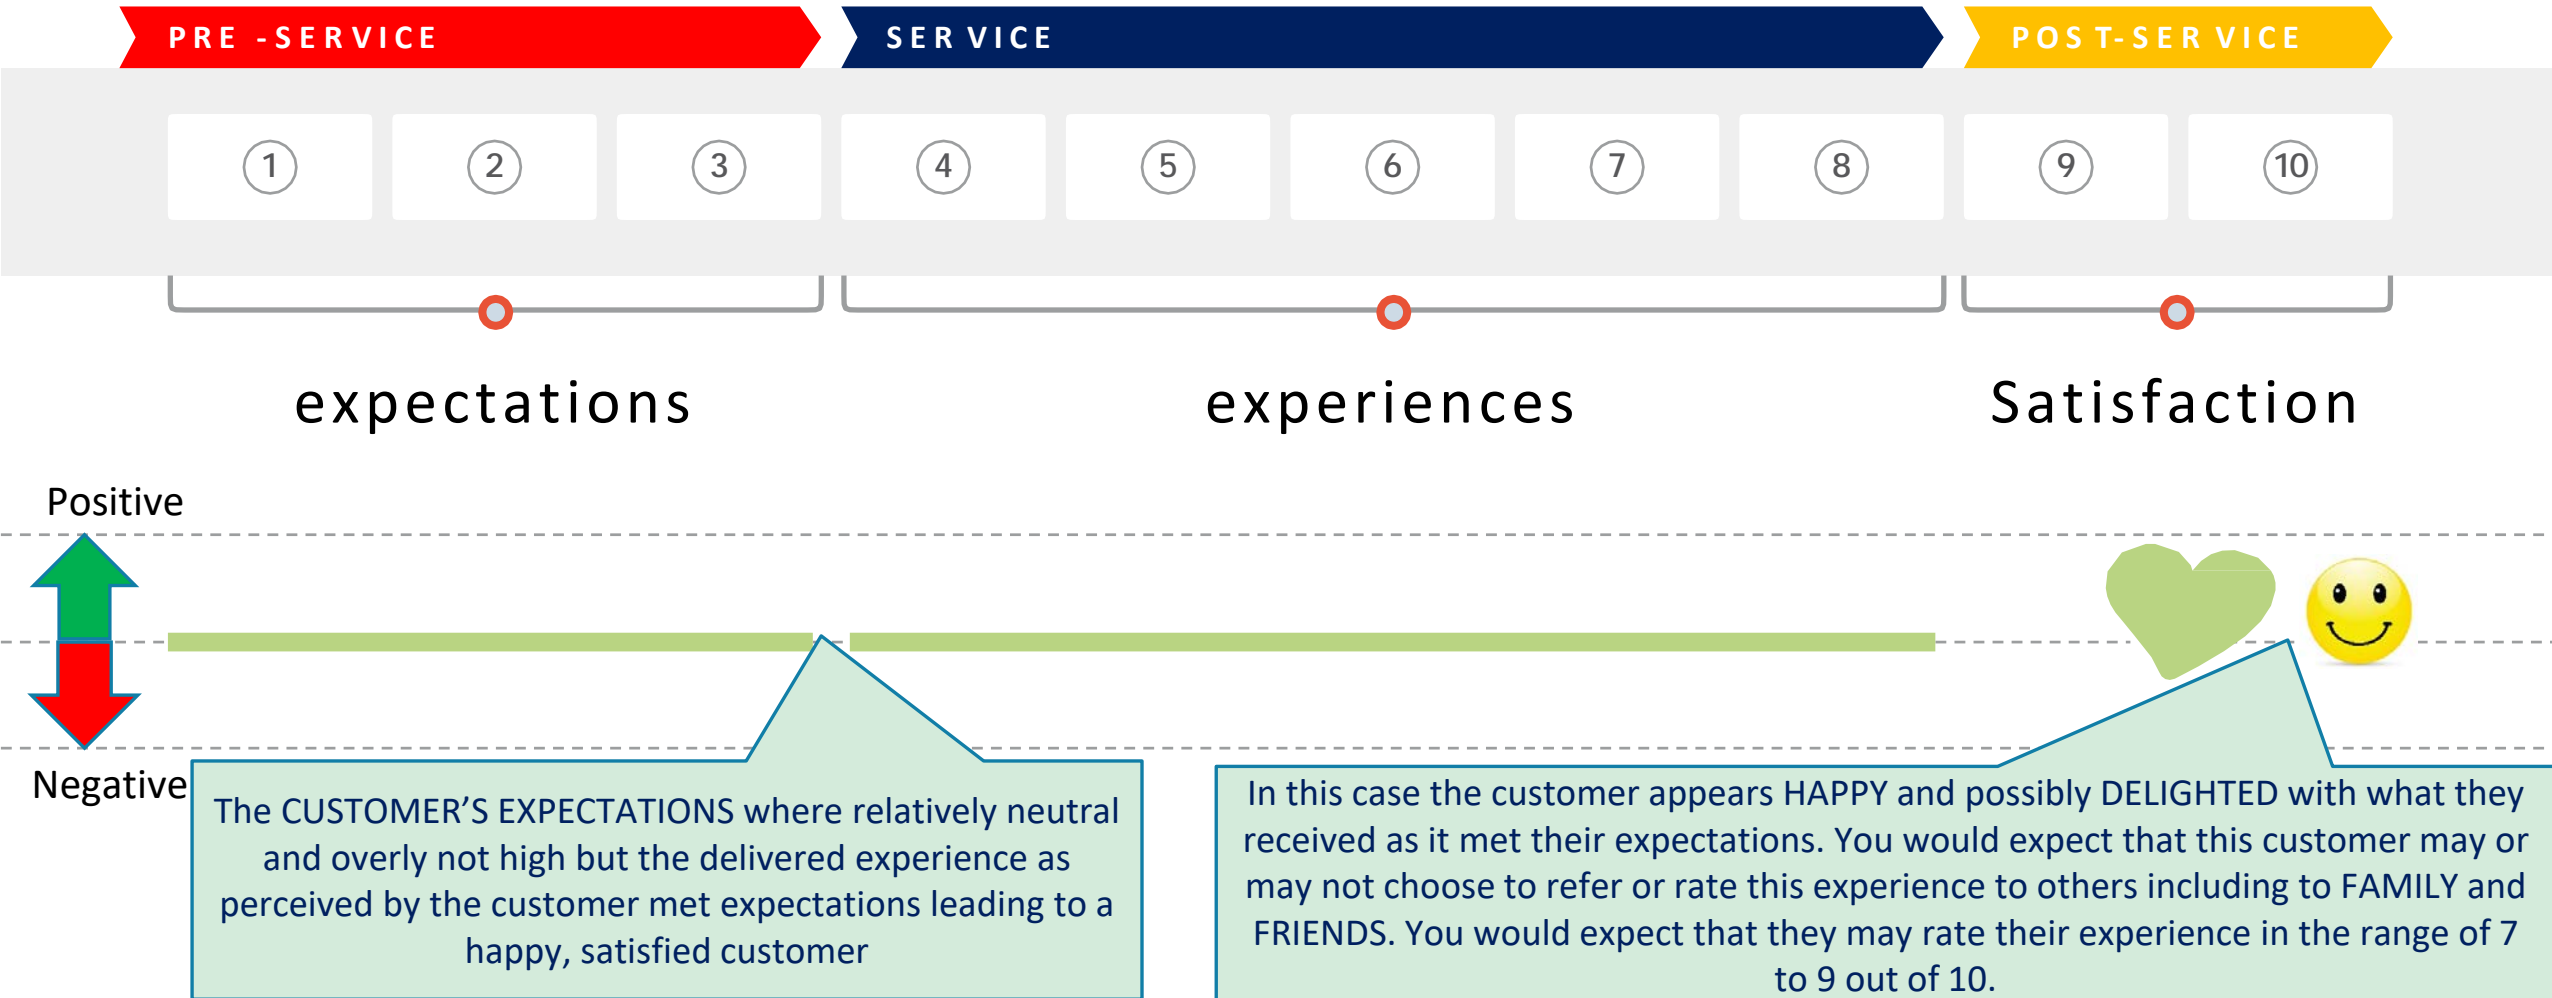 PRE -SERVICE
SER VICE
POS T- SER VICE
1
2
3
4
5
6
7
8
9
10
expectations
experiences
Satisfaction
Positive
Negative
The CUSTOMER’S EXPECTATIONS where relatively neutral
and overly not high but the delivered experience as
perceived by the customer met expectations leading to a
happy, satisfied customer
In this case the customer appears HAPPY and possibly DELIGHTED with what they
received as it met their expectations. You would expect that this customer may or
may not choose to refer or rate this experience to others including to FAMILY and
FRIENDS. You would expect that they may rate their experience in the range of 7
to 9 out of 10.